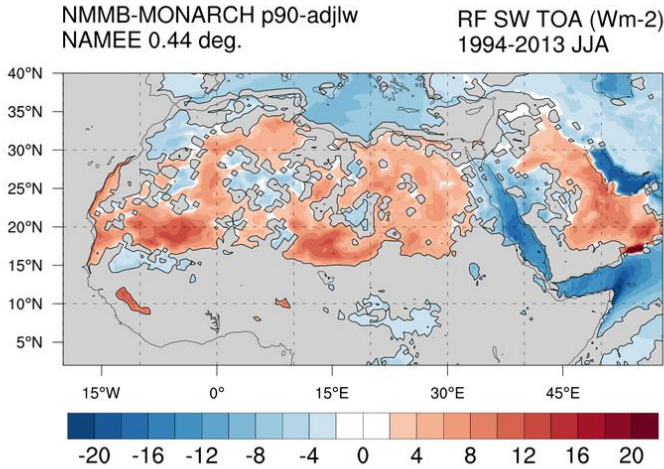 NMMB-MONARCH p90-adjlw
NAMEE 0.44 deg.
RF SW TOA (Wm-2)
1994-2013 JJA
40°N
35°N
30°N
25°N
20°N
15°N
10°N
5°N
15°W 0° 15°E 30°E 45°E
-20 -16 -12 -8 -4 0 4 8 12 16 20